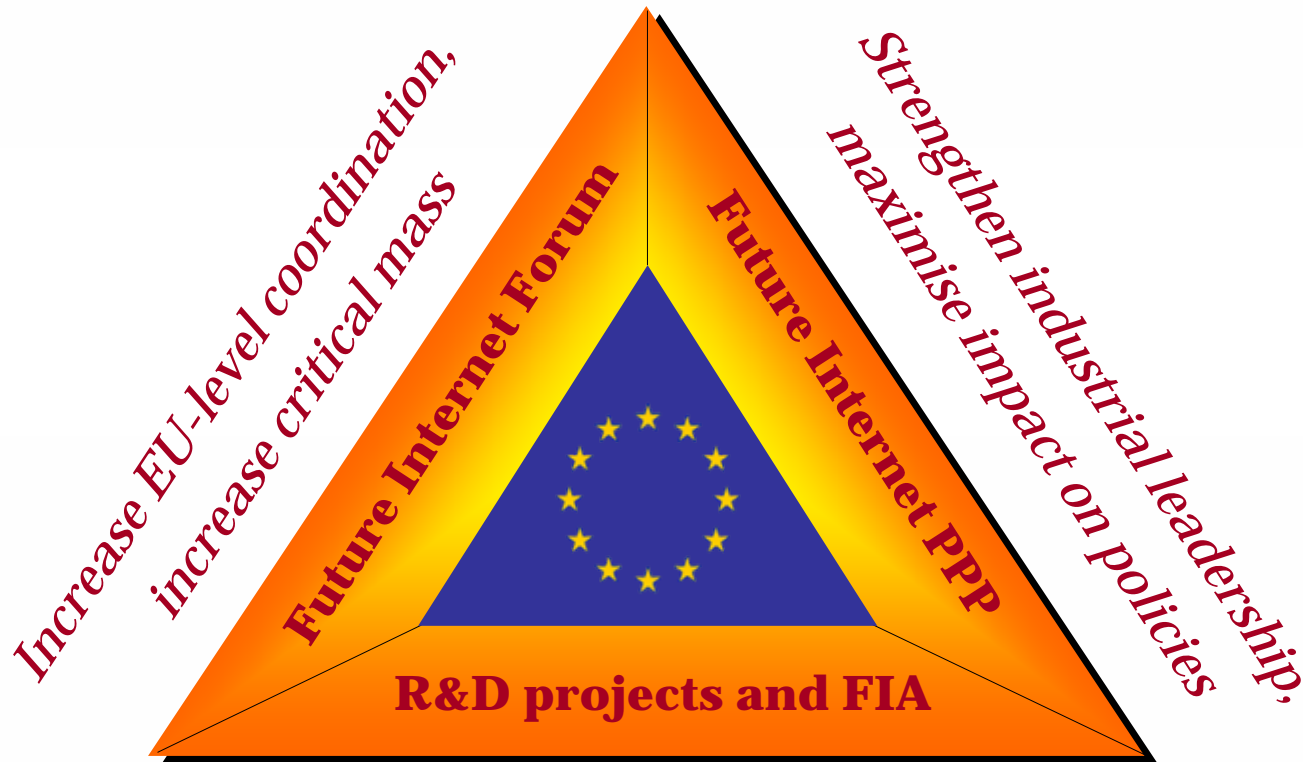 Increase EU-level coordination,
increase critical mass
Future Internet Forum
Strengthen industrial leadership,
maximise impact on policies
Future Internet PPP
R&D projects and FIA